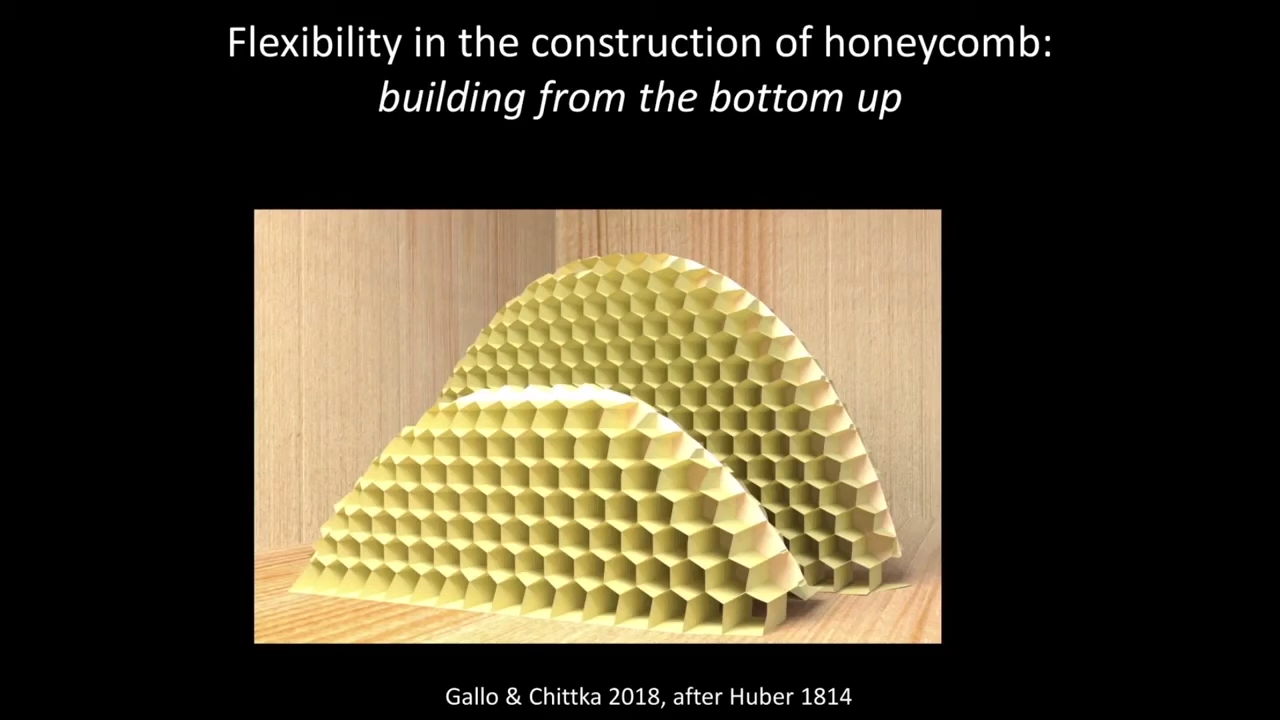 Flexibility in the construction of honeycomb:
building from the bottom up
Gallo & Chittka 2018, after Huber 1814